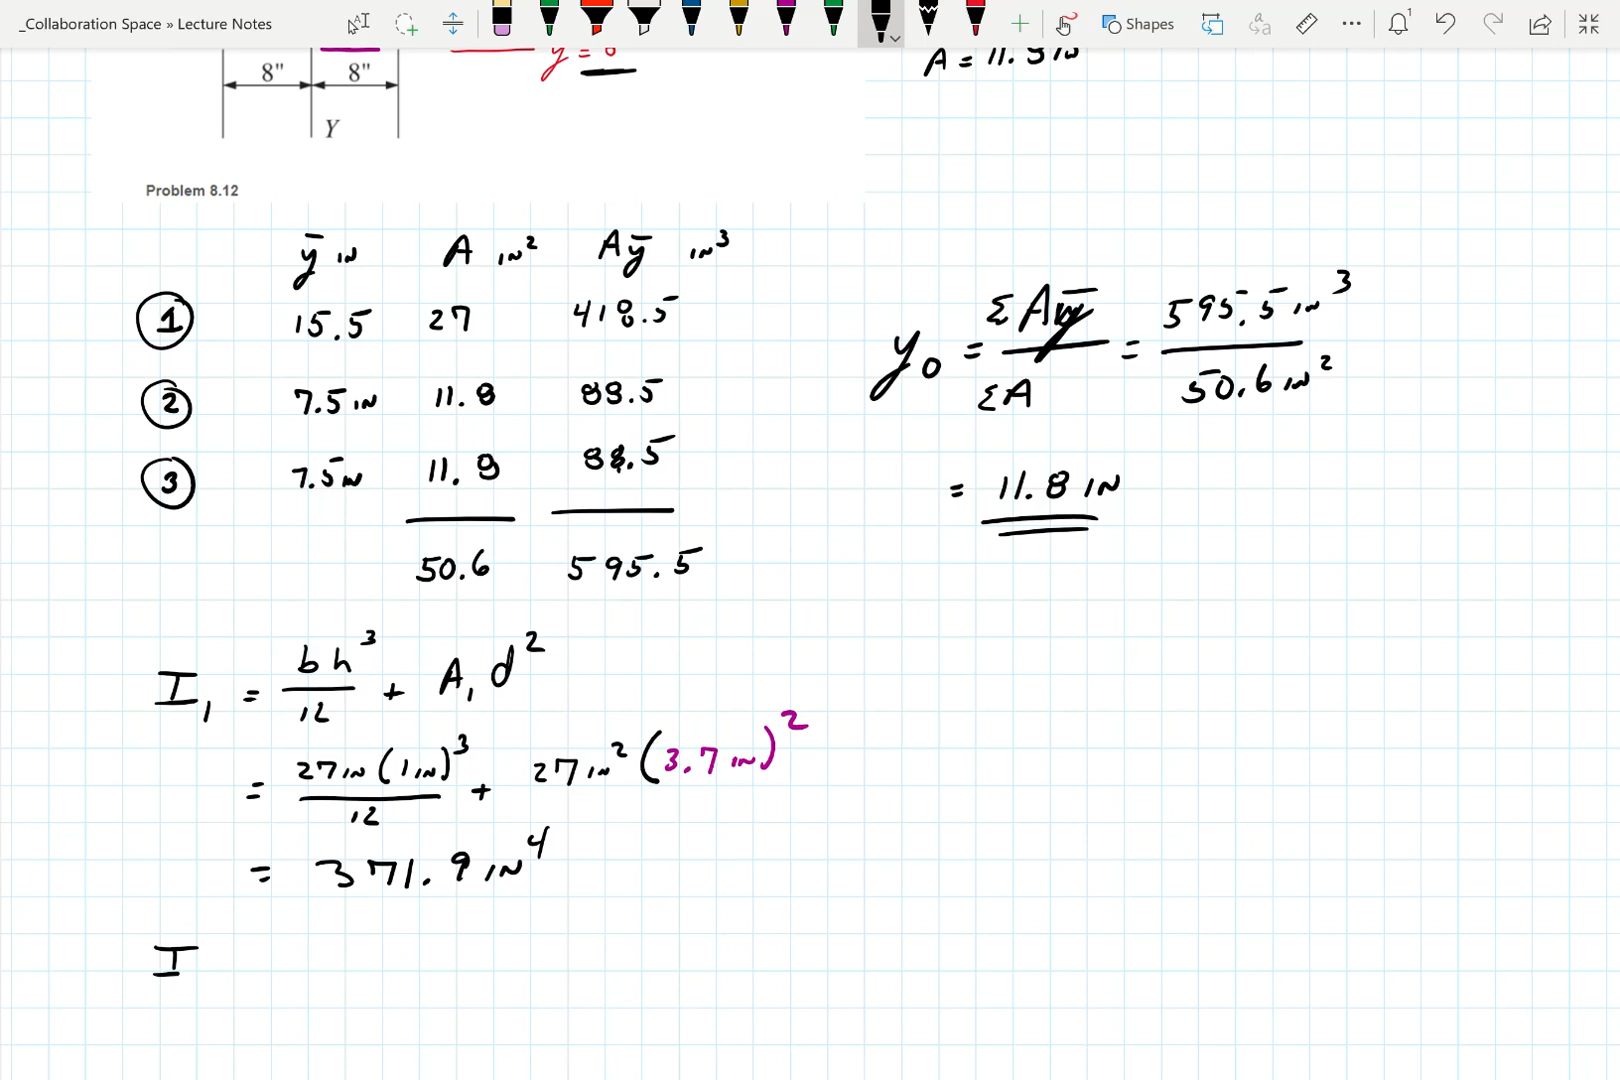 _Collaboration Space » Lecture Notes
Shapes
8" 8"
y = 
A = 11.8 IN
Y
Problem 8.12
ȳ IN A IN² Aȳ IN³
① 15.5 27 418.5
② 7.5 IN 11.8 88.5
③ 7.5 IN 11.8 88.5
50.6 595.5
y₀ = ΣAȳ / ΣA = 595.5 IN³ / 50.6 IN²
= 11.8 IN
I₁ = bh³/12 + A₁ d²
= 27 IN (1 IN)³/12 + 27 IN² (3.7 IN)²
= 371.9 IN⁴
I